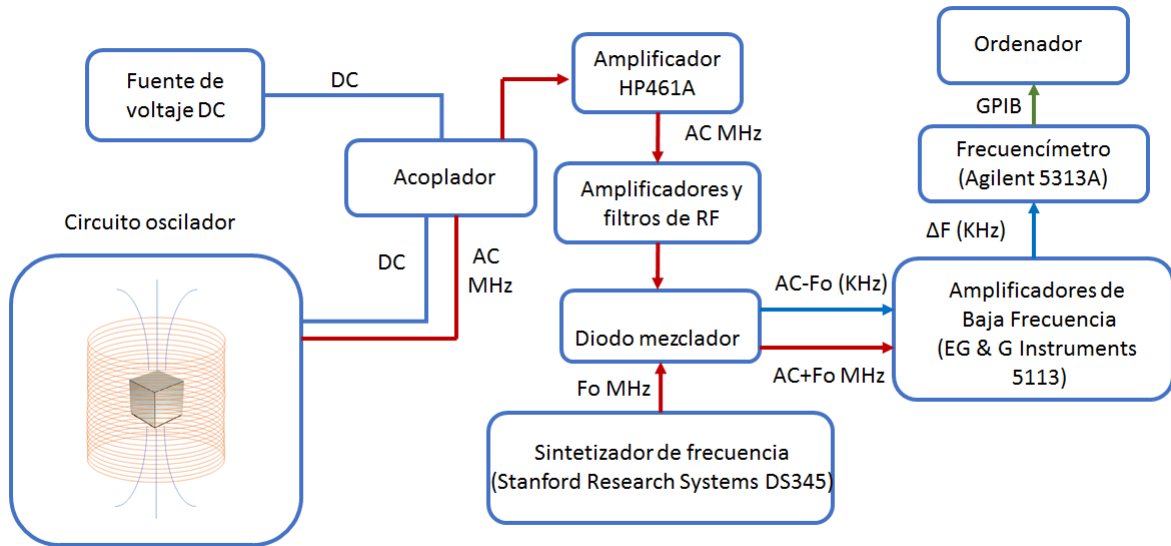 Fuente de
voltaje DC
DC
Acoplador
Circuito oscilador
DC
AC
MHz
Amplificador
HP461A
AC MHz
Amplificadores y
filtros de RF
Diodo mezclador
Fo MHz
Sintetizador de frecuencia
(Stanford Research Systems DS345)
AC-Fo (KHz)
AC+Fo MHz
Amplificadores de
Baja Frecuencia
(EG & G Instruments
5113)
ΔF (KHz)
Frecuencímetro
(Agilent 5313A)
GPIB
Ordenador